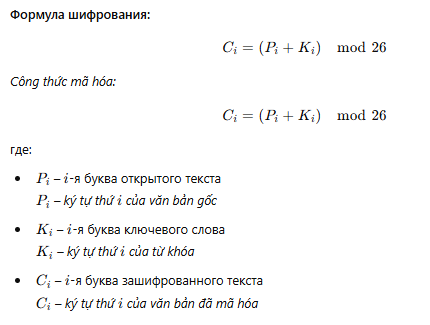 Формула шифрования:
C_i = (P_i + K_i) mod 26
Công thức mã hóa:
C_i = (P_i + K_i) mod 26
где:
• P_i – i-я буква открытого текста
P_i – ký tự thứ i của văn bản gốc
• K_i – i-я буква ключевого слова
K_i – ký tự thứ i của từ khóa
• C_i – i-я буква зашифрованного текста
C_i – ký tự thứ i của văn bản đã mã hóa